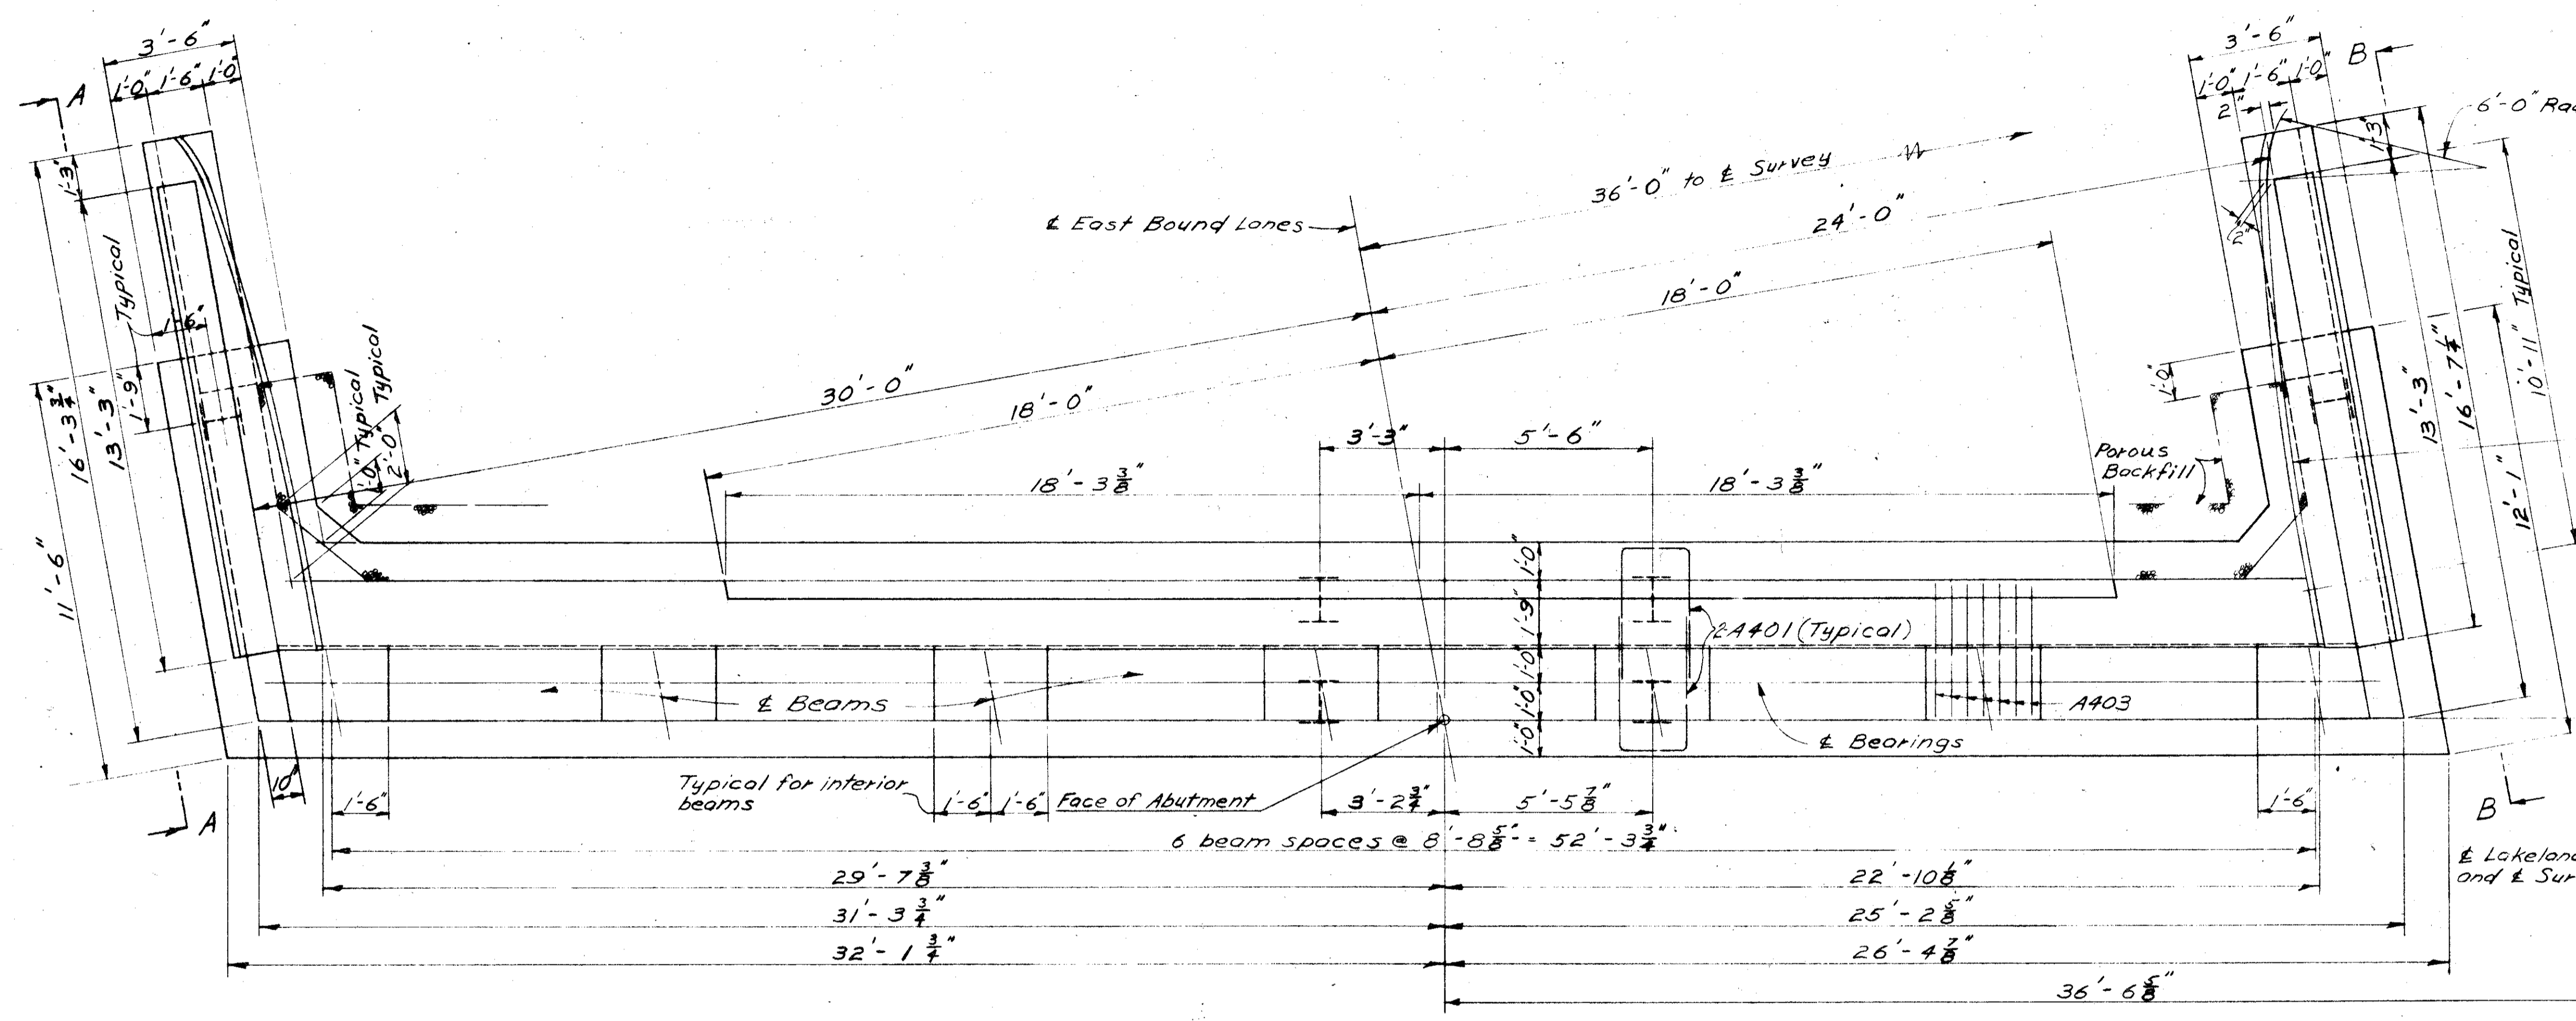 3'-6"
1'-0" 1'-6" 1'-0"
A
1'-3"
Typical
1'-6"
1'-9"
16'-3 3/4"
13'-3"
11'-6"
1'-0" Typical
2'-0" Typical
℄ East Bound Lanes
36'-0" to ℄ Survey
24'-0"
18'-0"
30'-0"
18'-0"
3'-3"
5'-6"
18'-3 3/8"
18'-3 3/8"
3'-6"
1'-0" 1'-6" 1'-0"
B
2"
6'-0"
1'-3"
2"
10'-11" Typical
1'-0"
13'-3"
16'-7 1/4"
12'-1"
Porous
Backfill
1'-0"
1'-9"
1'-0"
1'-0"
1'-0"
2-A401 (Typical)
℄ Beams
A403
℄ Bearings
10"
1'-6"
Typical for interior
beams
1'-6" 1'-6"
Face of Abutment
3'-2 3/4"
5'-5 7/8"
1'-6"
A
B
6 beam spaces @ 8'-8 5/8" = 52'-3 3/4"
29'-7 3/8"
22'-10 1/8"
℄
and ℄
31'-3 3/4"
25'-2 5/8"
32'-1 3/4"
26'-4 7/8"
36'-6 5/8"